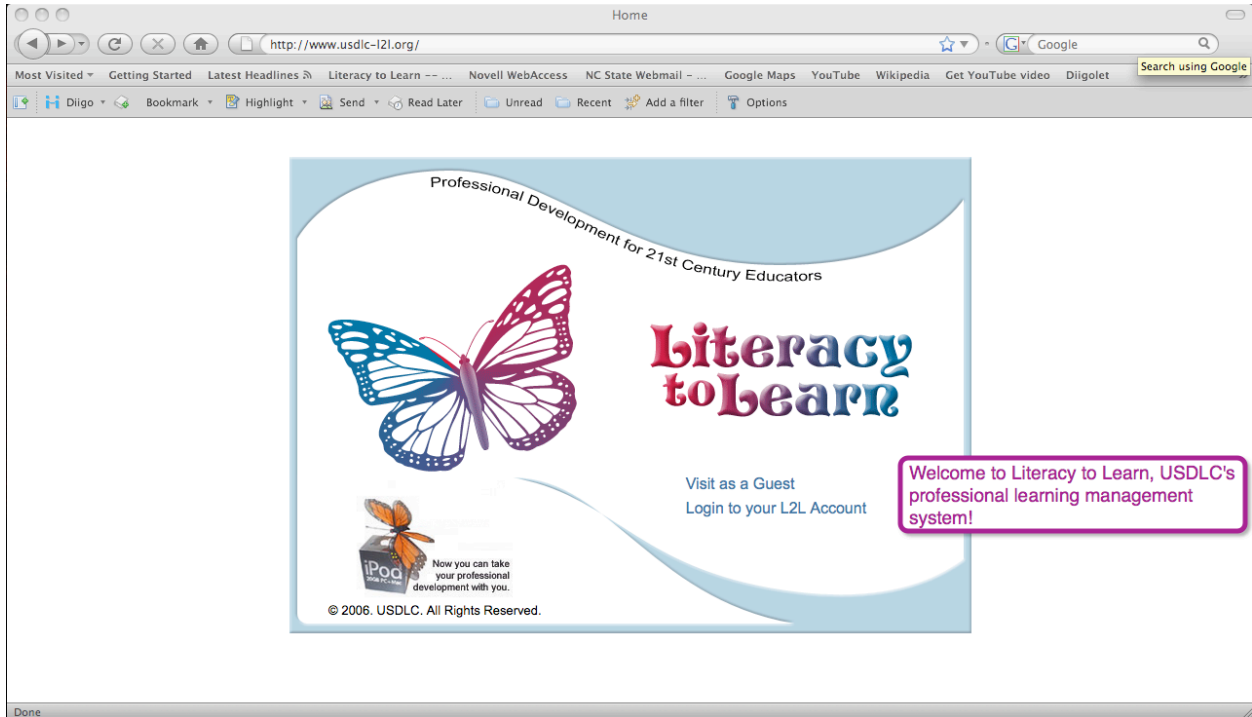 Home
http://www.usdlc-l2l.org/
Google
Most Visited Getting Started Latest Headlines Literacy to Learn -- ... Novell WebAccess NC State Webmail - ... Google Maps YouTube Wikipedia Get YouTube video Diigolet
Search using Google
Diigo Bookmark Highlight Send Read Later Unread Recent Add a filter Options
Professional Development for 21st Century Educators
Literacy
to Learn
Visit as a Guest
Login to your L2L Account
Welcome to Literacy to Learn, USDLC's
professional learning management
system!
iPod
Now you can take
your professional
development with you.
© 2006. USDLC. All Rights Reserved.
Done